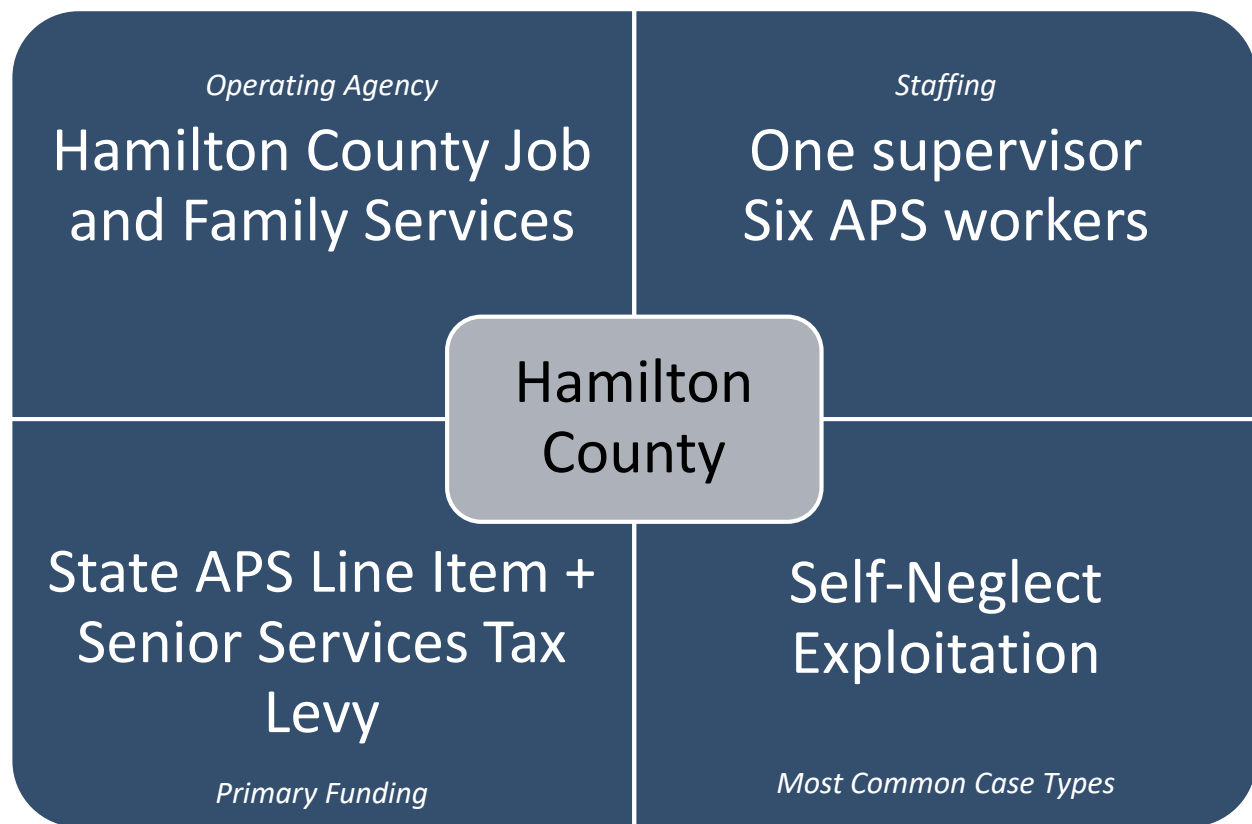 Operating Agency
Hamilton County Job
and Family Services
Staffing
One supervisor
Six APS workers
Hamilton
County
State APS Line Item +
Senior Services Tax
Levy
Primary Funding
Self-Neglect
Exploitation
Most Common Case Types